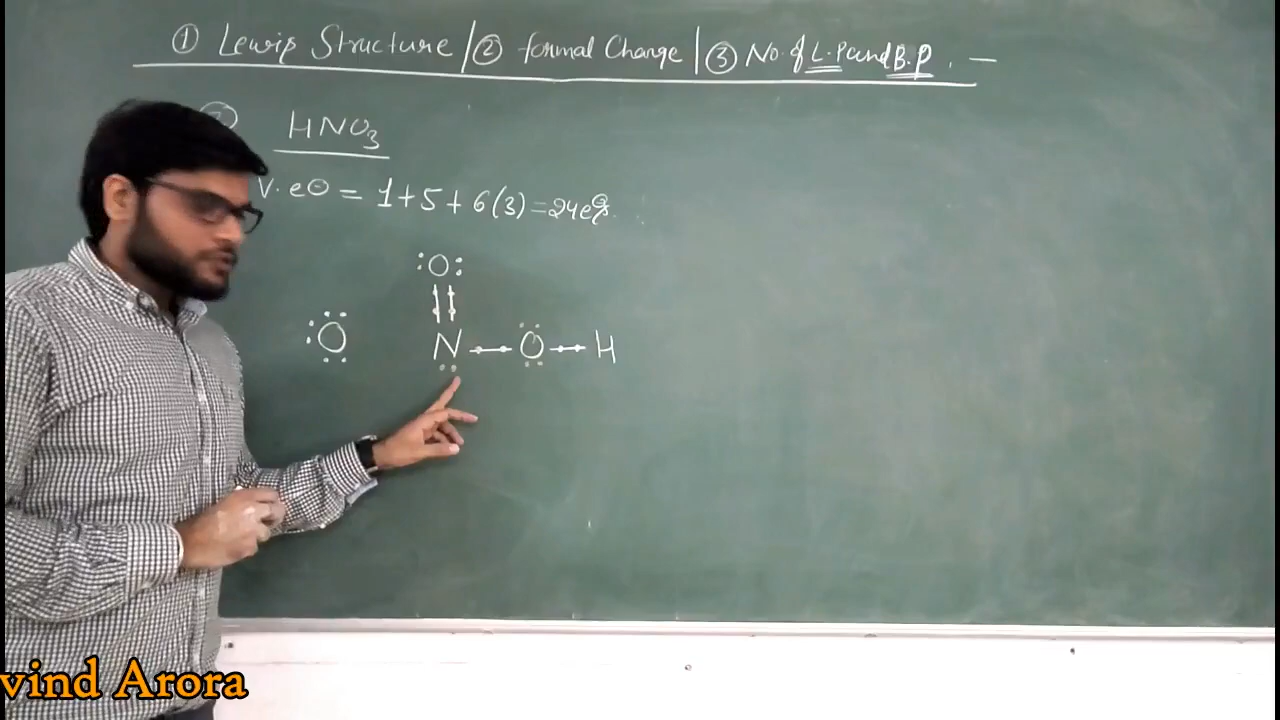 ① Lewis Structure / ② formal Change | ③ No. of L.P and B.P. —
HNO₃
V.e⊖ = 1 + 5 + 6(3) = 24e⊖s.
:O:
O N O H
vind Arora